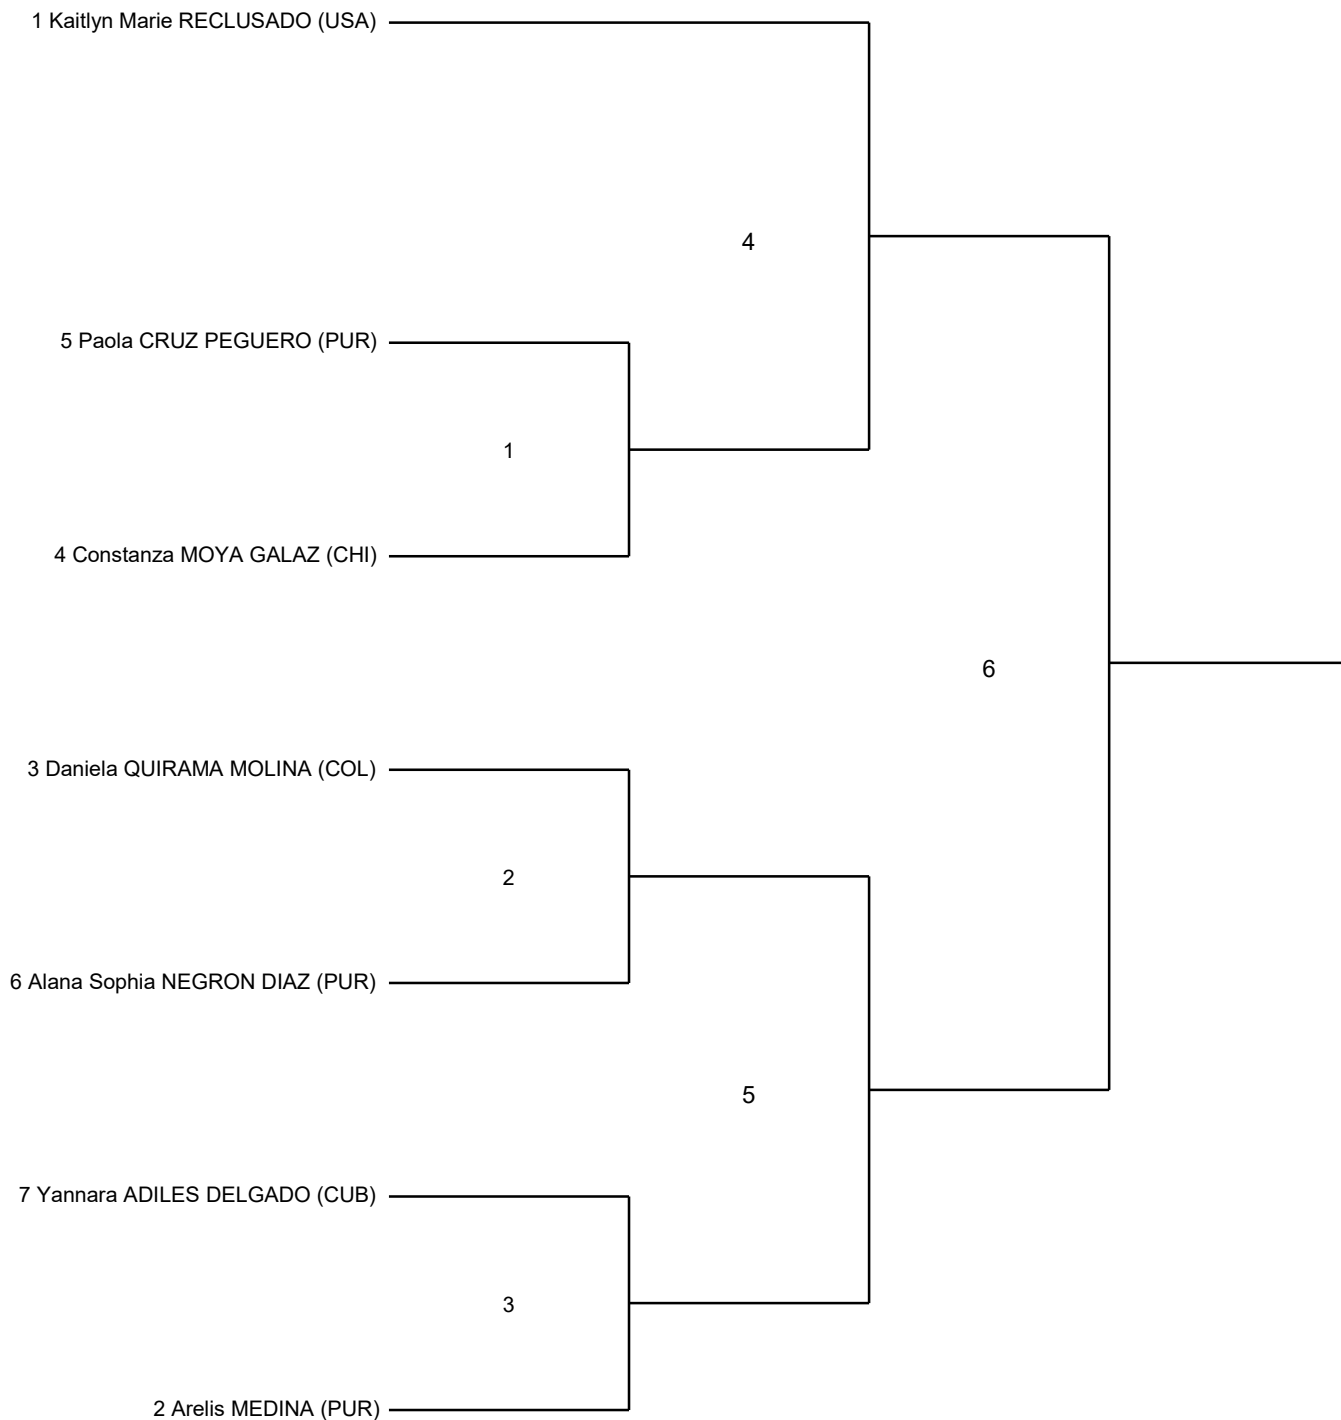 1 Kaitlyn Marie RECLUSADO (USA)
4
5 Paola CRUZ PEGUERO (PUR)
1
4 Constanza MOYA GALAZ (CHI)
6
3 Daniela QUIRAMA MOLINA (COL)
2
6 Alana Sophia NEGRON DIAZ (PUR)
5
7 Yannara ADILES DELGADO (CUB)
3
2 Arelis MEDINA (PUR)